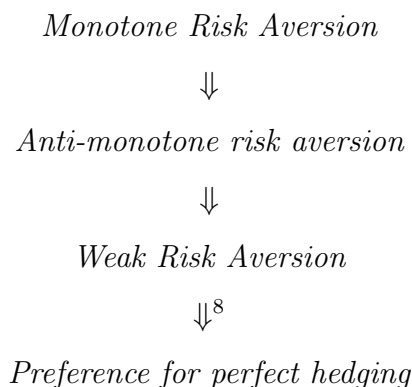 Monotone Risk Aversion
⇓
Anti-monotone risk aversion
⇓
Weak Risk Aversion
⇓⁸
Preference for perfect hedging